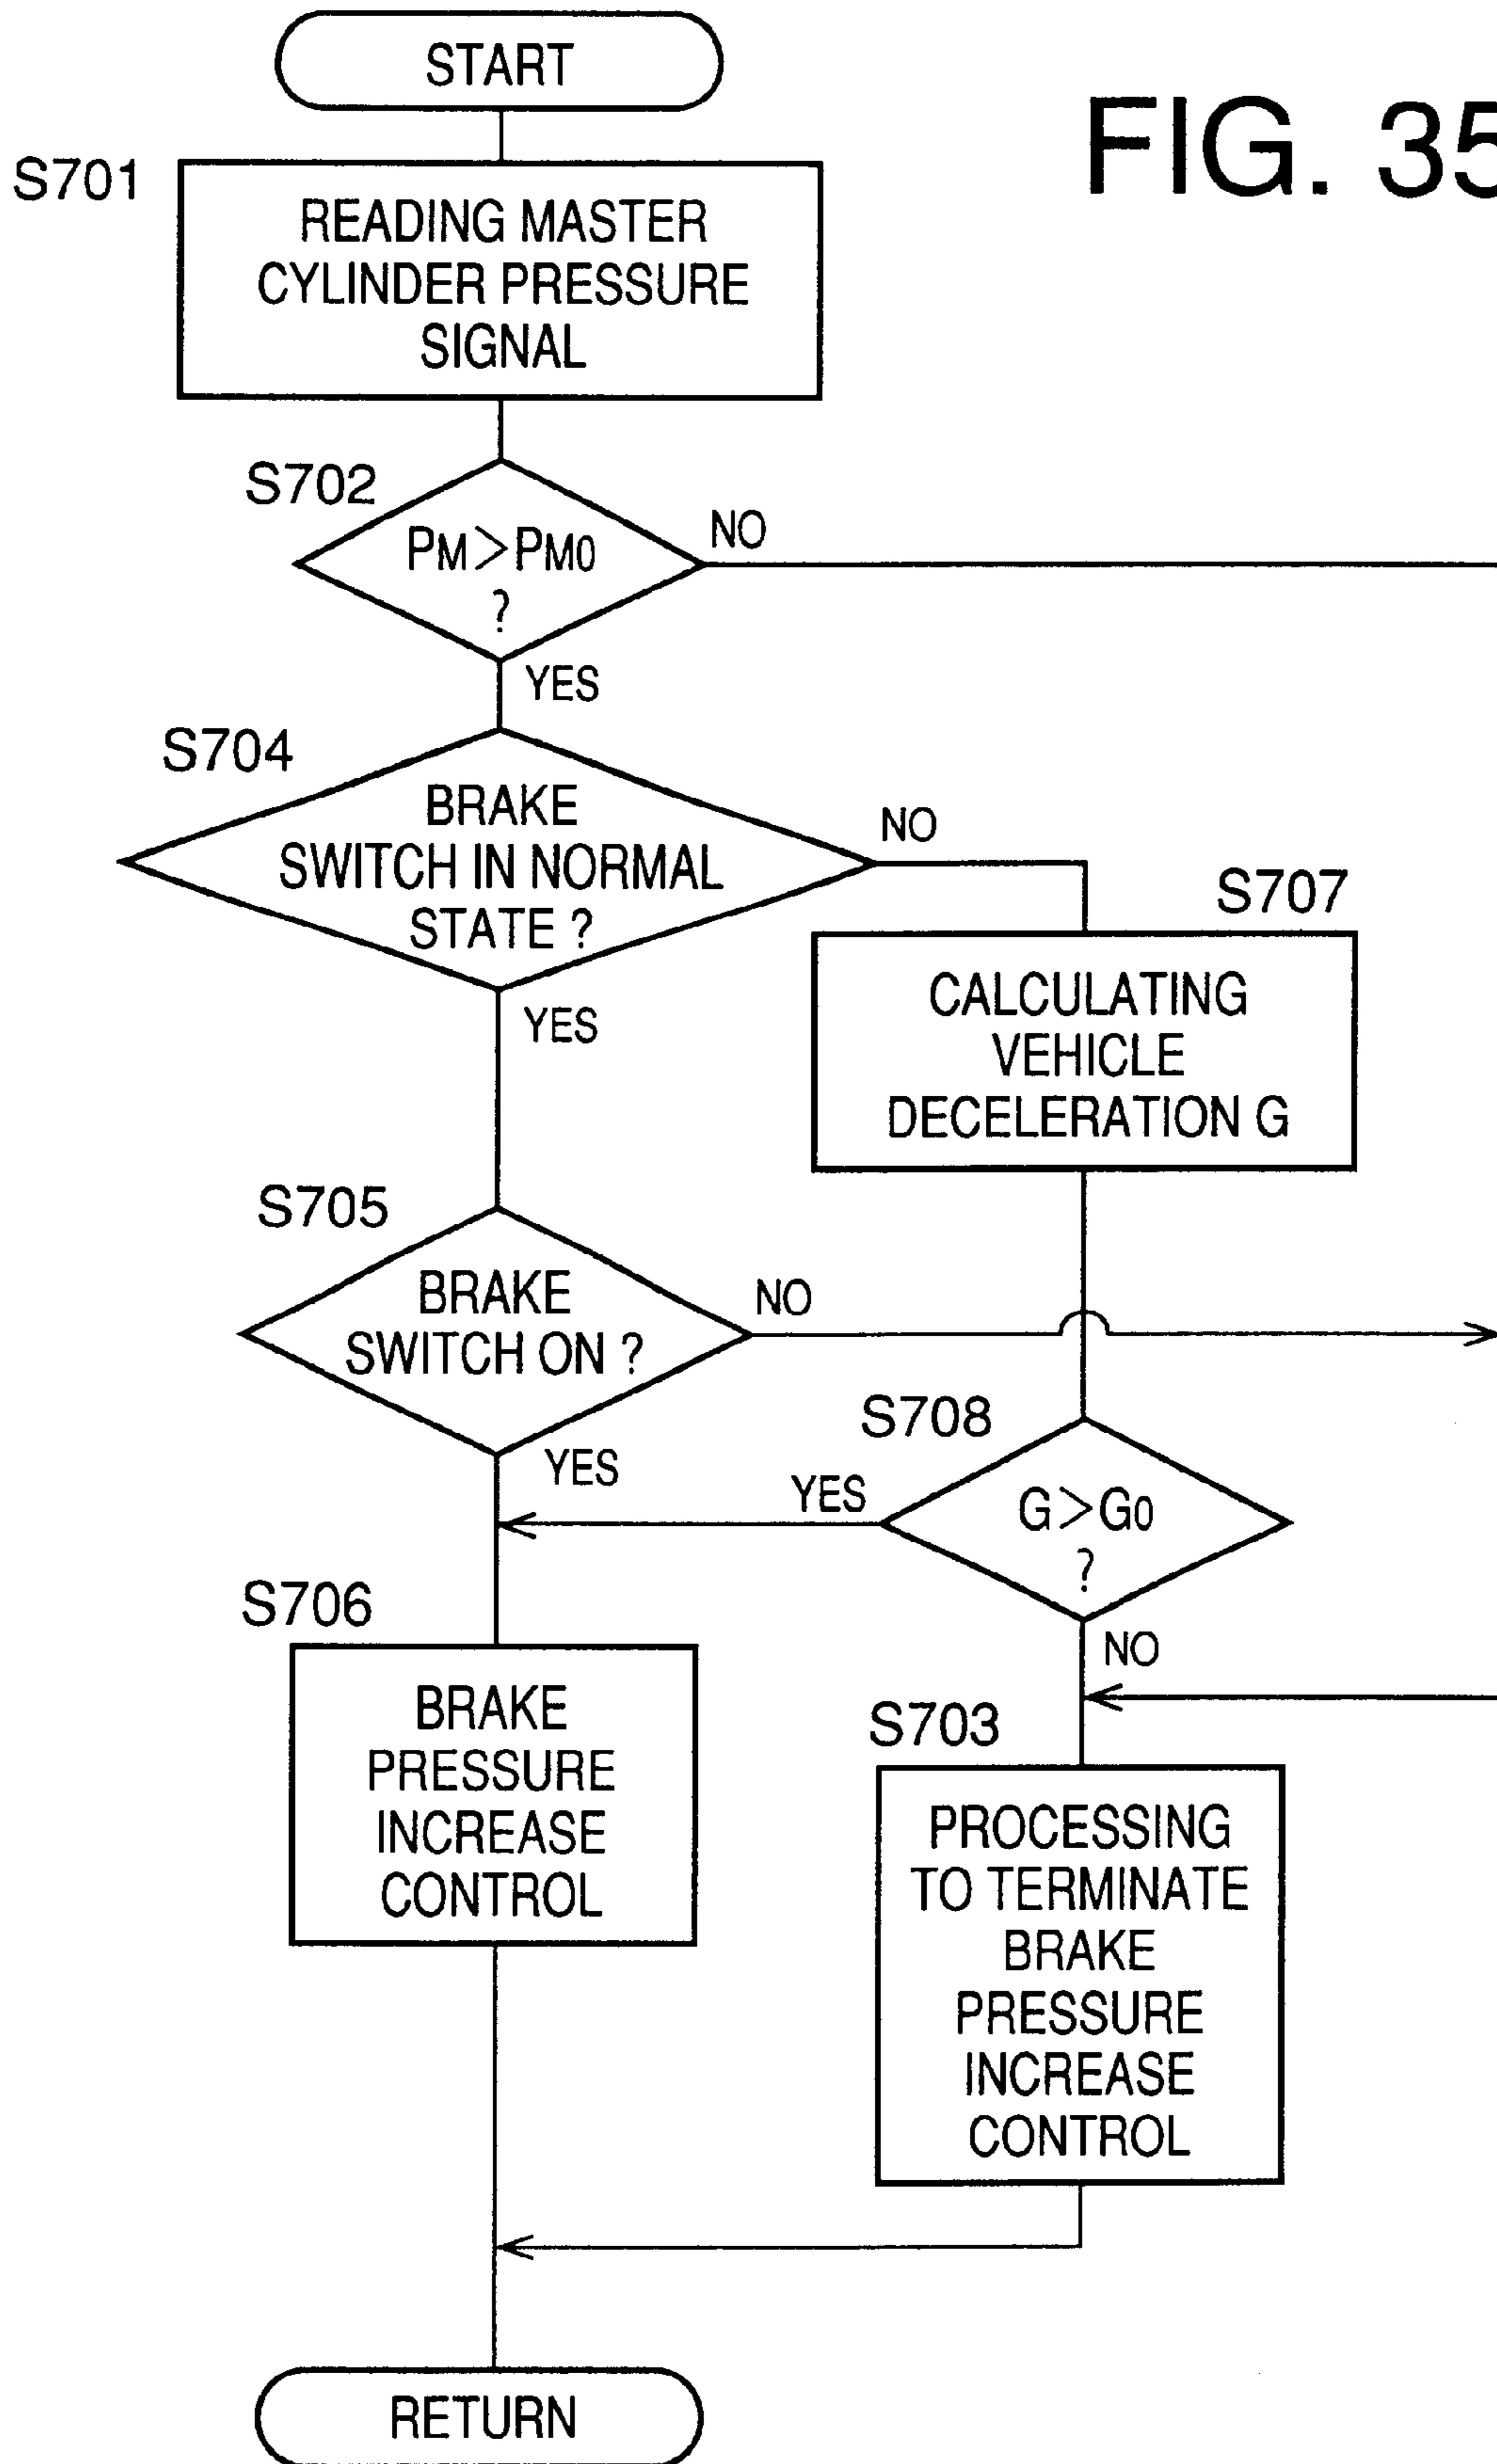 START
FIG. 35
S701
READING MASTER
CYLINDER PRESSURE
SIGNAL
S702
PM>PM0
?
NO
YES
S704
BRAKE
SWITCH IN NORMAL
STATE ?
NO
YES
S707
CALCULATING
VEHICLE
DECELERATION G
S705
BRAKE
SWITCH ON ?
NO
YES
S708
G>G0
?
YES
NO
S706
BRAKE
PRESSURE
INCREASE
CONTROL
S703
PROCESSING
TO TERMINATE
BRAKE
PRESSURE
INCREASE
CONTROL
RETURN